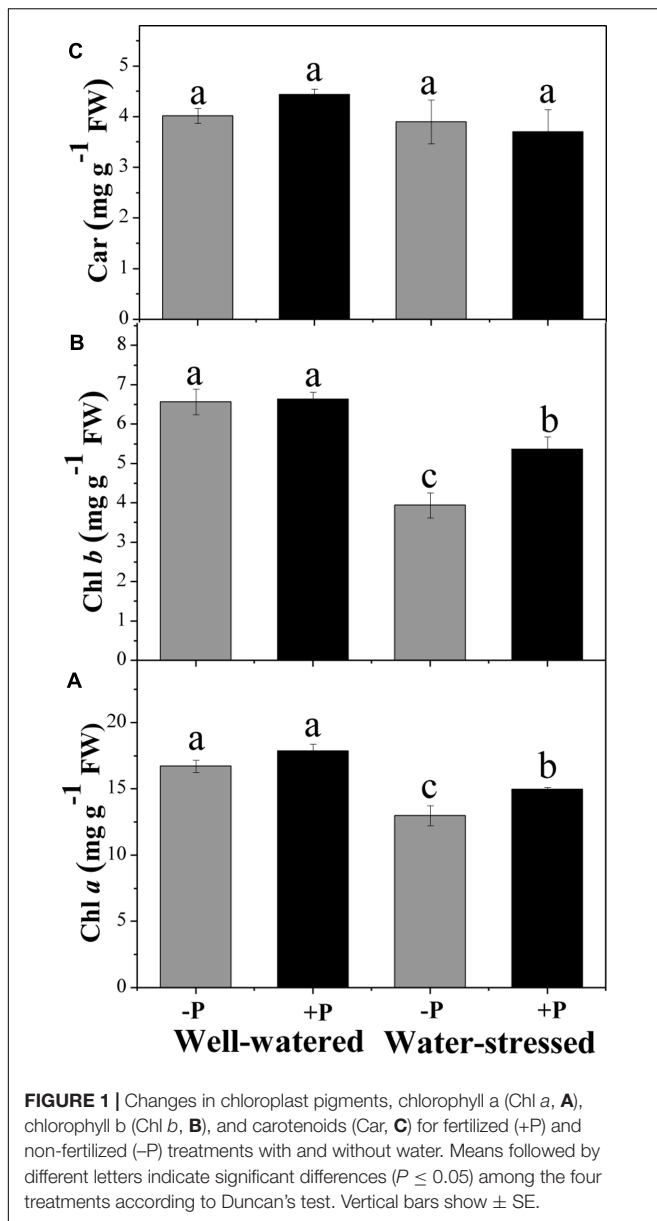 C
Car (mg g-1 FW)
5
4
3
2
1
0
a a a a
B
Chl b (mg g-1 FW)
8
7
6
5
4
3
2
1
0
a a c b
A
Chl a (mg g-1 FW)
20
15
10
5
0
a a c b
-P +P -P +P
Well-watered Water-stressed
FIGURE 1 | Changes in chloroplast pigments, chlorophyll a (Chl a, A),
chlorophyll b (Chl b, B), and carotenoids (Car, C) for fertilized (+P) and
non-fertilized (–P) treatments with and without water. Means followed by
different letters indicate significant differences (P ≤ 0.05) among the four
treatments according to Duncan's test. Vertical bars show ± SE.